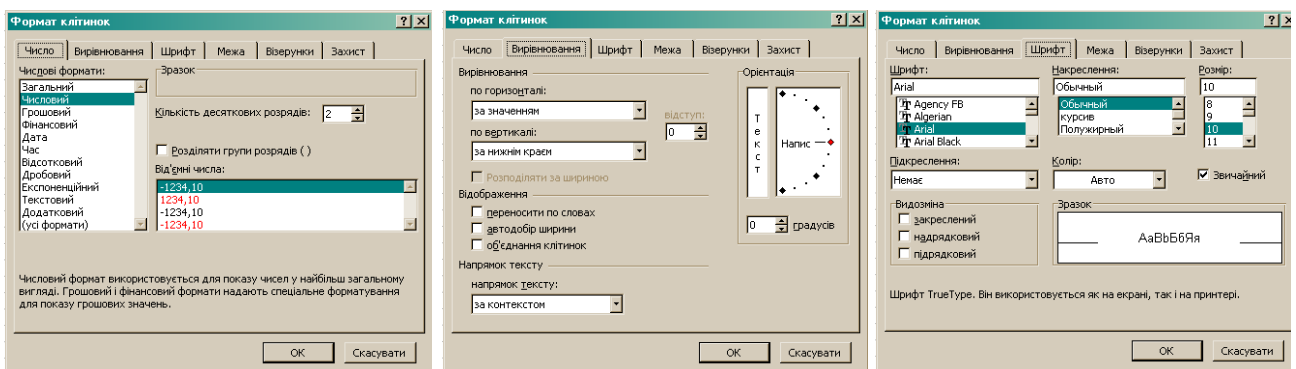 Формат клітинок
Число Вирівнювання Шрифт Межа Візерунки Захист
Числові формати:
Загальний
Числовий
Грошовий
Фінансовий
Дата
Час
Відсотковий
Дробовий
Експоненційний
Текстовий
Додатковий
(усі формати)
Зразок
Кількість десяткових розрядів: 2
Розділяти групи розрядів ( )
Від'ємні числа:
-1234,10
1234,10
-1234,10
-1234,10
Числовий формат використовується для показу чисел у найбільш загальному
вигляді. Грошовий і фінансовий формати надають спеціальне форматування
для показу грошових значень.
OK Скасувати
Формат клітинок
Число Вирівнювання Шрифт Межа Візерунки Захист
Вирівнювання
по горизонталі:
за значенням
відступ:
по вертикалі:
0
за нижнім краєм
Розподіляти за шириною
Відображення
переносити по словах
автодобір ширини
об'єднання клітинок
Напрямок тексту
напрямок тексту:
за контекстом
Орієнтація
Текст
Напис
0 градусів
OK Скасувати
Формат клітинок
Число Вирівнювання Шрифт Межа Візерунки Захист
Шрифт:
Arial
Agency FB
Algerian
Arial
Arial Black
Накреслення:
Обычный
Обычный
курсив
Полужирный
Розмір:
10
8
9
10
11
Підкреслення:
Немає
Колір:
Авто
Звичайний
Видозміна
закреслений
надрядковий
підрядковий
Зразок
АаВbБбЯя
Шрифт TrueType. Він використовується як на екрані, так і на принтері.
OK Скасувати